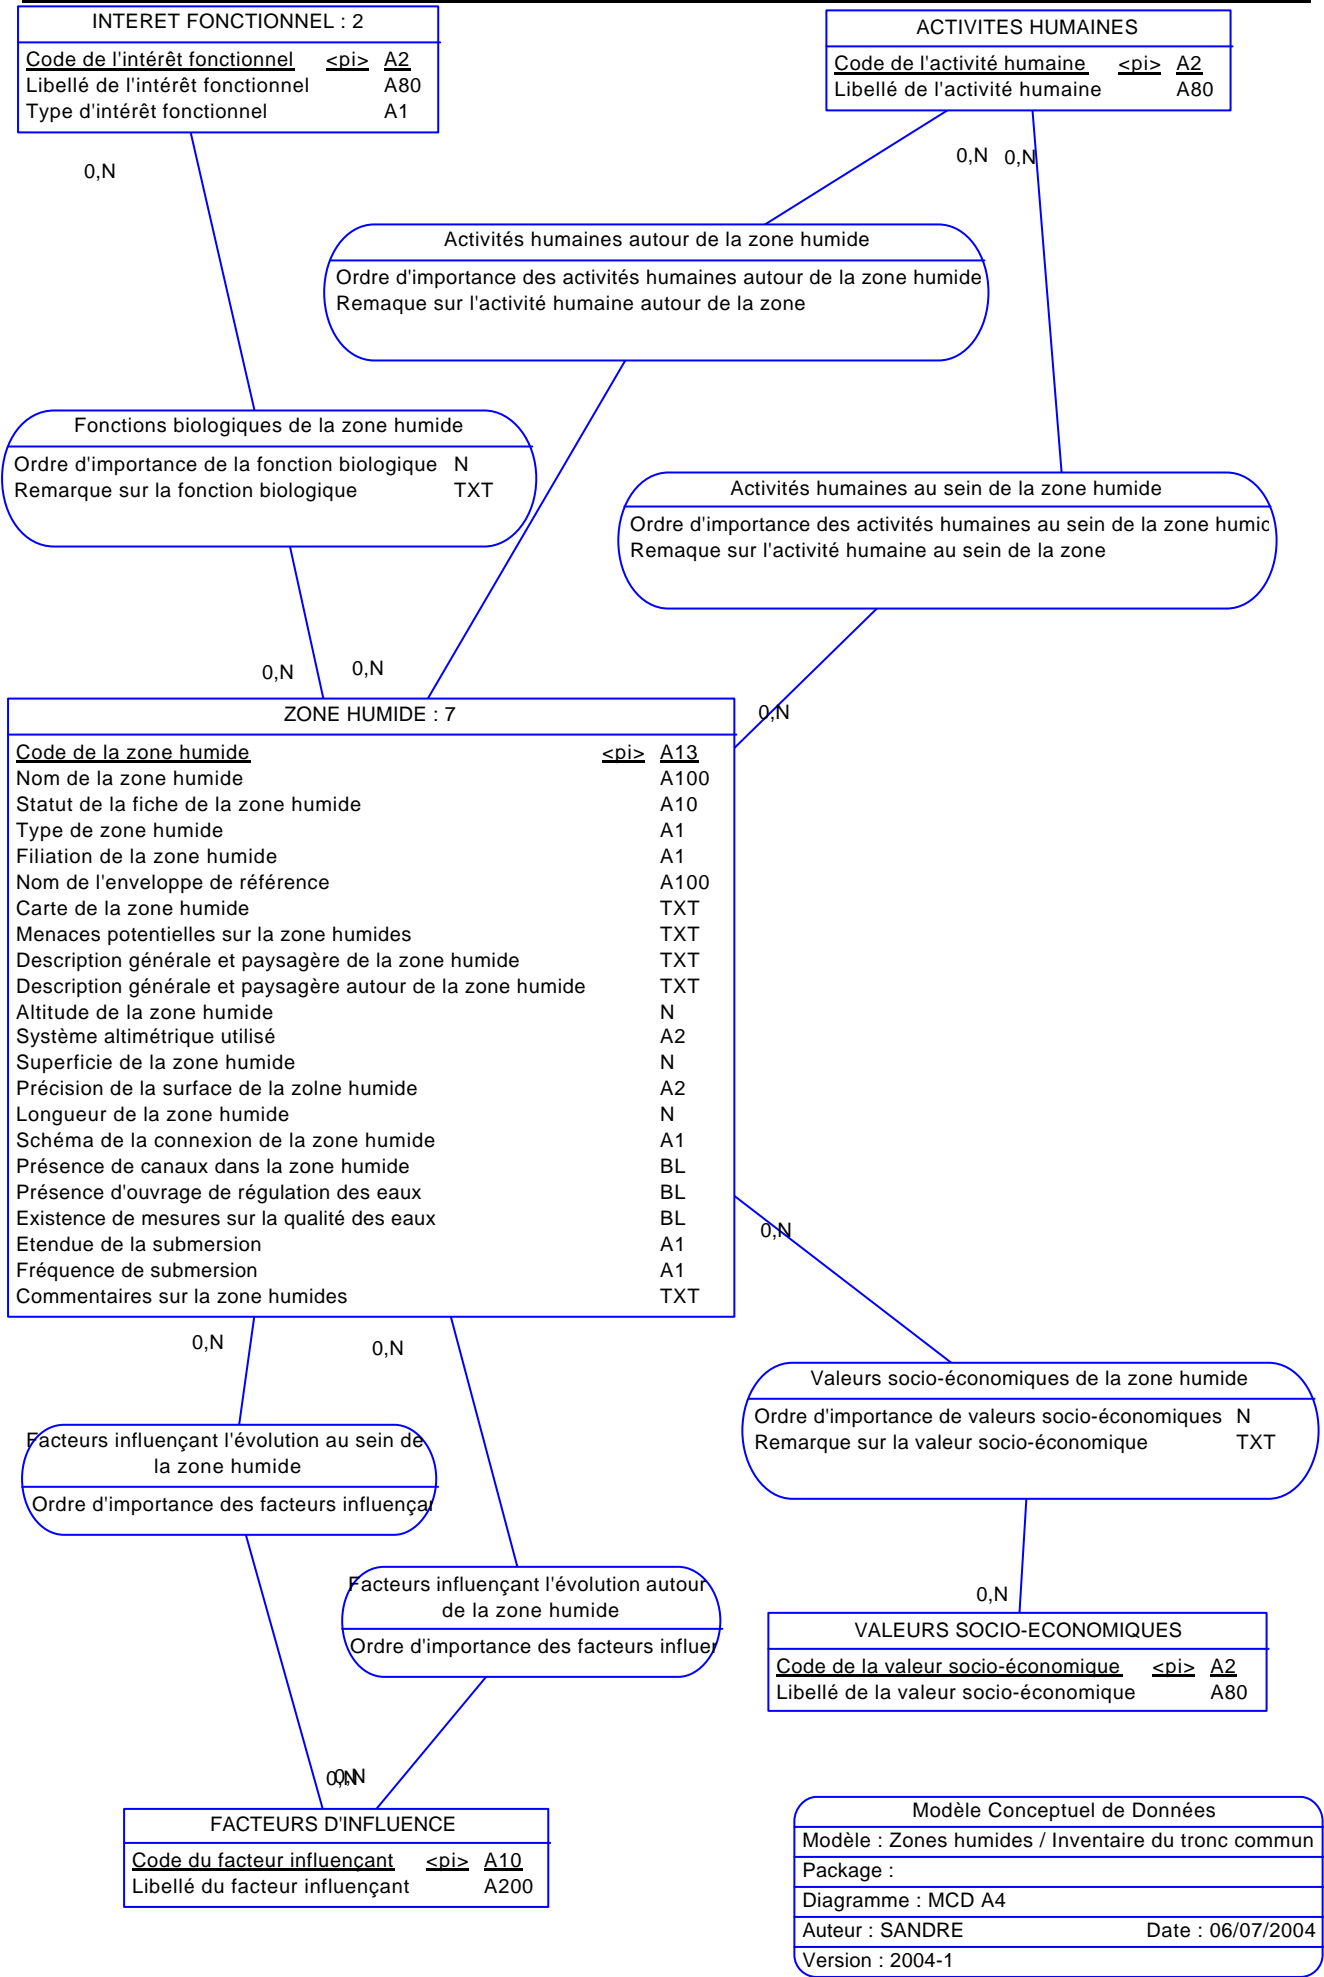 INTERET FONCTIONNEL : 2
Code de l'intérêt fonctionnel <pi> A2
Libellé de l'intérêt fonctionnel A80
Type d'intérêt fonctionnel A1
ACTIVITES HUMAINES
Code de l'activité humaine <pi> A2
Libellé de l'activité humaine A80
0,N
0,N
0,N
Activités humaines autour de la zone humide
Ordre d'importance des activités humaines autour de la zone humide
Remaque sur l'activité humaine autour de la zone
Fonctions biologiques de la zone humide
Ordre d'importance de la fonction biologique N
Remarque sur la fonction biologique TXT
Activités humaines au sein de la zone humide
Ordre d'importance des activités humaines au sein de la zone humic
Remaque sur l'activité humaine au sein de la zone
0,N
0,N
0,N
ZONE HUMIDE : 7
Code de la zone humide <pi> A13
Nom de la zone humide A100
Statut de la fiche de la zone humide A10
Type de zone humide A1
Filiation de la zone humide A1
Nom de l'enveloppe de référence A100
Carte de la zone humide TXT
Menaces potentielles sur la zone humides TXT
Description générale et paysagère de la zone humide TXT
Description générale et paysagère autour de la zone humide TXT
Altitude de la zone humide N
Système altimétrique utilisé A2
Superficie de la zone humide N
Précision de la surface de la zolne humide A2
Longueur de la zone humide N
Schéma de la connexion de la zone humide A1
Présence de canaux dans la zone humide BL
Présence d'ouvrage de régulation des eaux BL
Existence de mesures sur la qualité des eaux BL
Etendue de la submersion A1
Fréquence de submersion A1
Commentaires sur la zone humides TXT
0,N
0,N
0,N
Valeurs socio-économiques de la zone humide
Ordre d'importance de valeurs socio-économiques N
Remarque sur la valeur socio-économique TXT
Facteurs influençant l'évolution au sein de
la zone humide
Ordre d'importance des facteurs influençar
Facteurs influençant l'évolution autour
de la zone humide
Ordre d'importance des facteurs influer
0,N
VALEURS SOCIO-ECONOMIQUES
Code de la valeur socio-économique <pi> A2
Libellé de la valeur socio-économique A80
0,N
0,N
FACTEURS D'INFLUENCE
Code du facteur influençant <pi> A10
Libellé du facteur influençant A200
Modèle Conceptuel de Données
Modèle : Zones humides / Inventaire du tronc commun
Package :
Diagramme : MCD A4
Auteur : SANDRE Date : 06/07/2004
Version : 2004-1